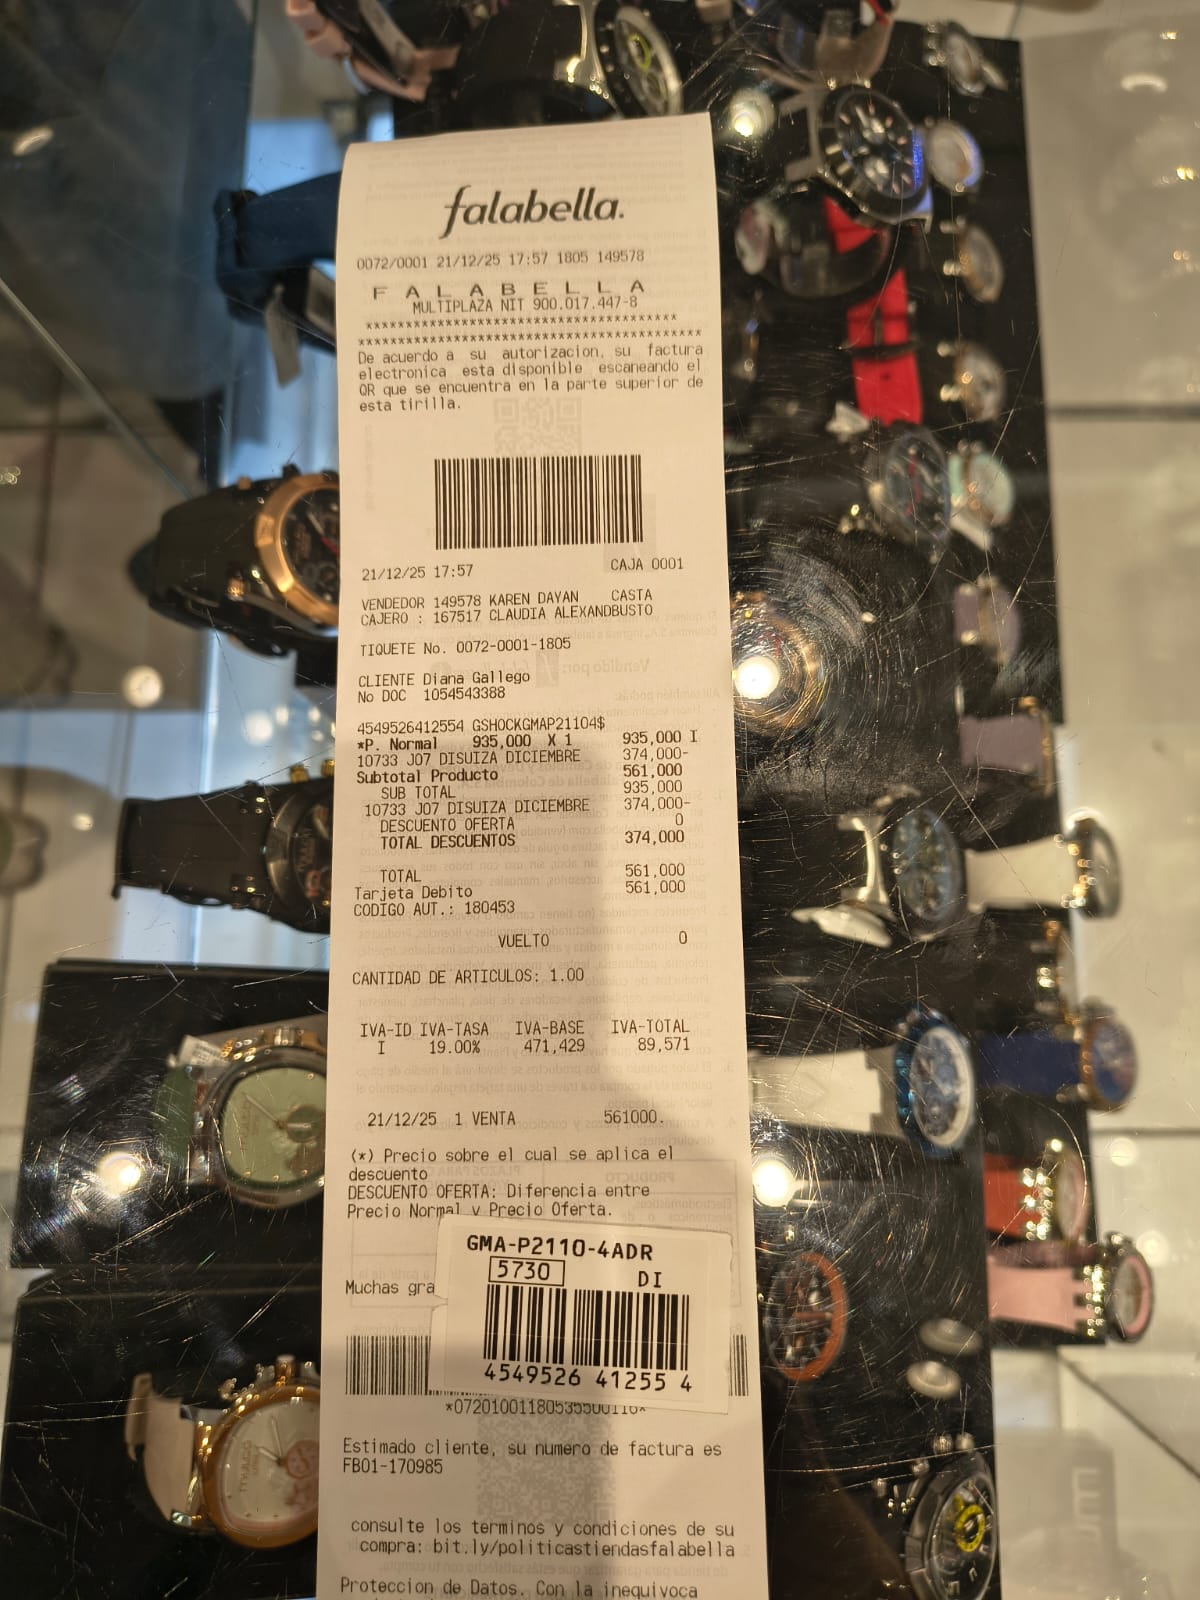 falabella.
0072/0001 21/12/25 17:57 1805 149578
F A L A B E L L A
MULTIPLAZA NIT 900.017.447-8
***************************************
******************************************
De acuerdo a su autorizacion, su factura
electronica esta disponible escaneando el
QR que se encuentra en la parte superior de
esta tirilla.
21/12/25 17:57 CAJA 0001
VENDEDOR 149578 KAREN DAYAN CASTA
CAJERO : 167517 CLAUDIA ALEXANDBUSTO
TIQUETE No. 0072-0001-1805
CLIENTE Diana Gallego
No DOC 1054543388
4549526412554 GSHOCKGMAP21104$
*P. Normal 935,000 X 1 935,000 I
10733 J07 DISUIZA DICIEMBRE 374,000-
Subtotal Producto 561,000
SUB TOTAL 935,000
10733 J07 DISUIZA DICIEMBRE 374,000-
DESCUENTO OFERTA 0
TOTAL DESCUENTOS 374,000
TOTAL 561,000
Tarjeta Debito 561,000
CODIGO AUT.: 180453
VUELTO 0
CANTIDAD DE ARTICULOS: 1.00
IVA-ID IVA-TASA IVA-BASE IVA-TOTAL
I 19.00% 471,429 89,571
21/12/25 1 VENTA 561000.
(*) Precio sobre el cual se aplica el
descuento
DESCUENTO OFERTA: Diferencia entre
Precio Normal y Precio Oferta.
GMA-P2110-4ADR
5730 DI
Muchas gra
4549526 41255 4
Estimado cliente, su numero de factura es
FB01-170985
consulte los terminos y condiciones de su
compra: bit.ly/politicastiendasfalabella
Proteccion de Datos. Con la inequivoca